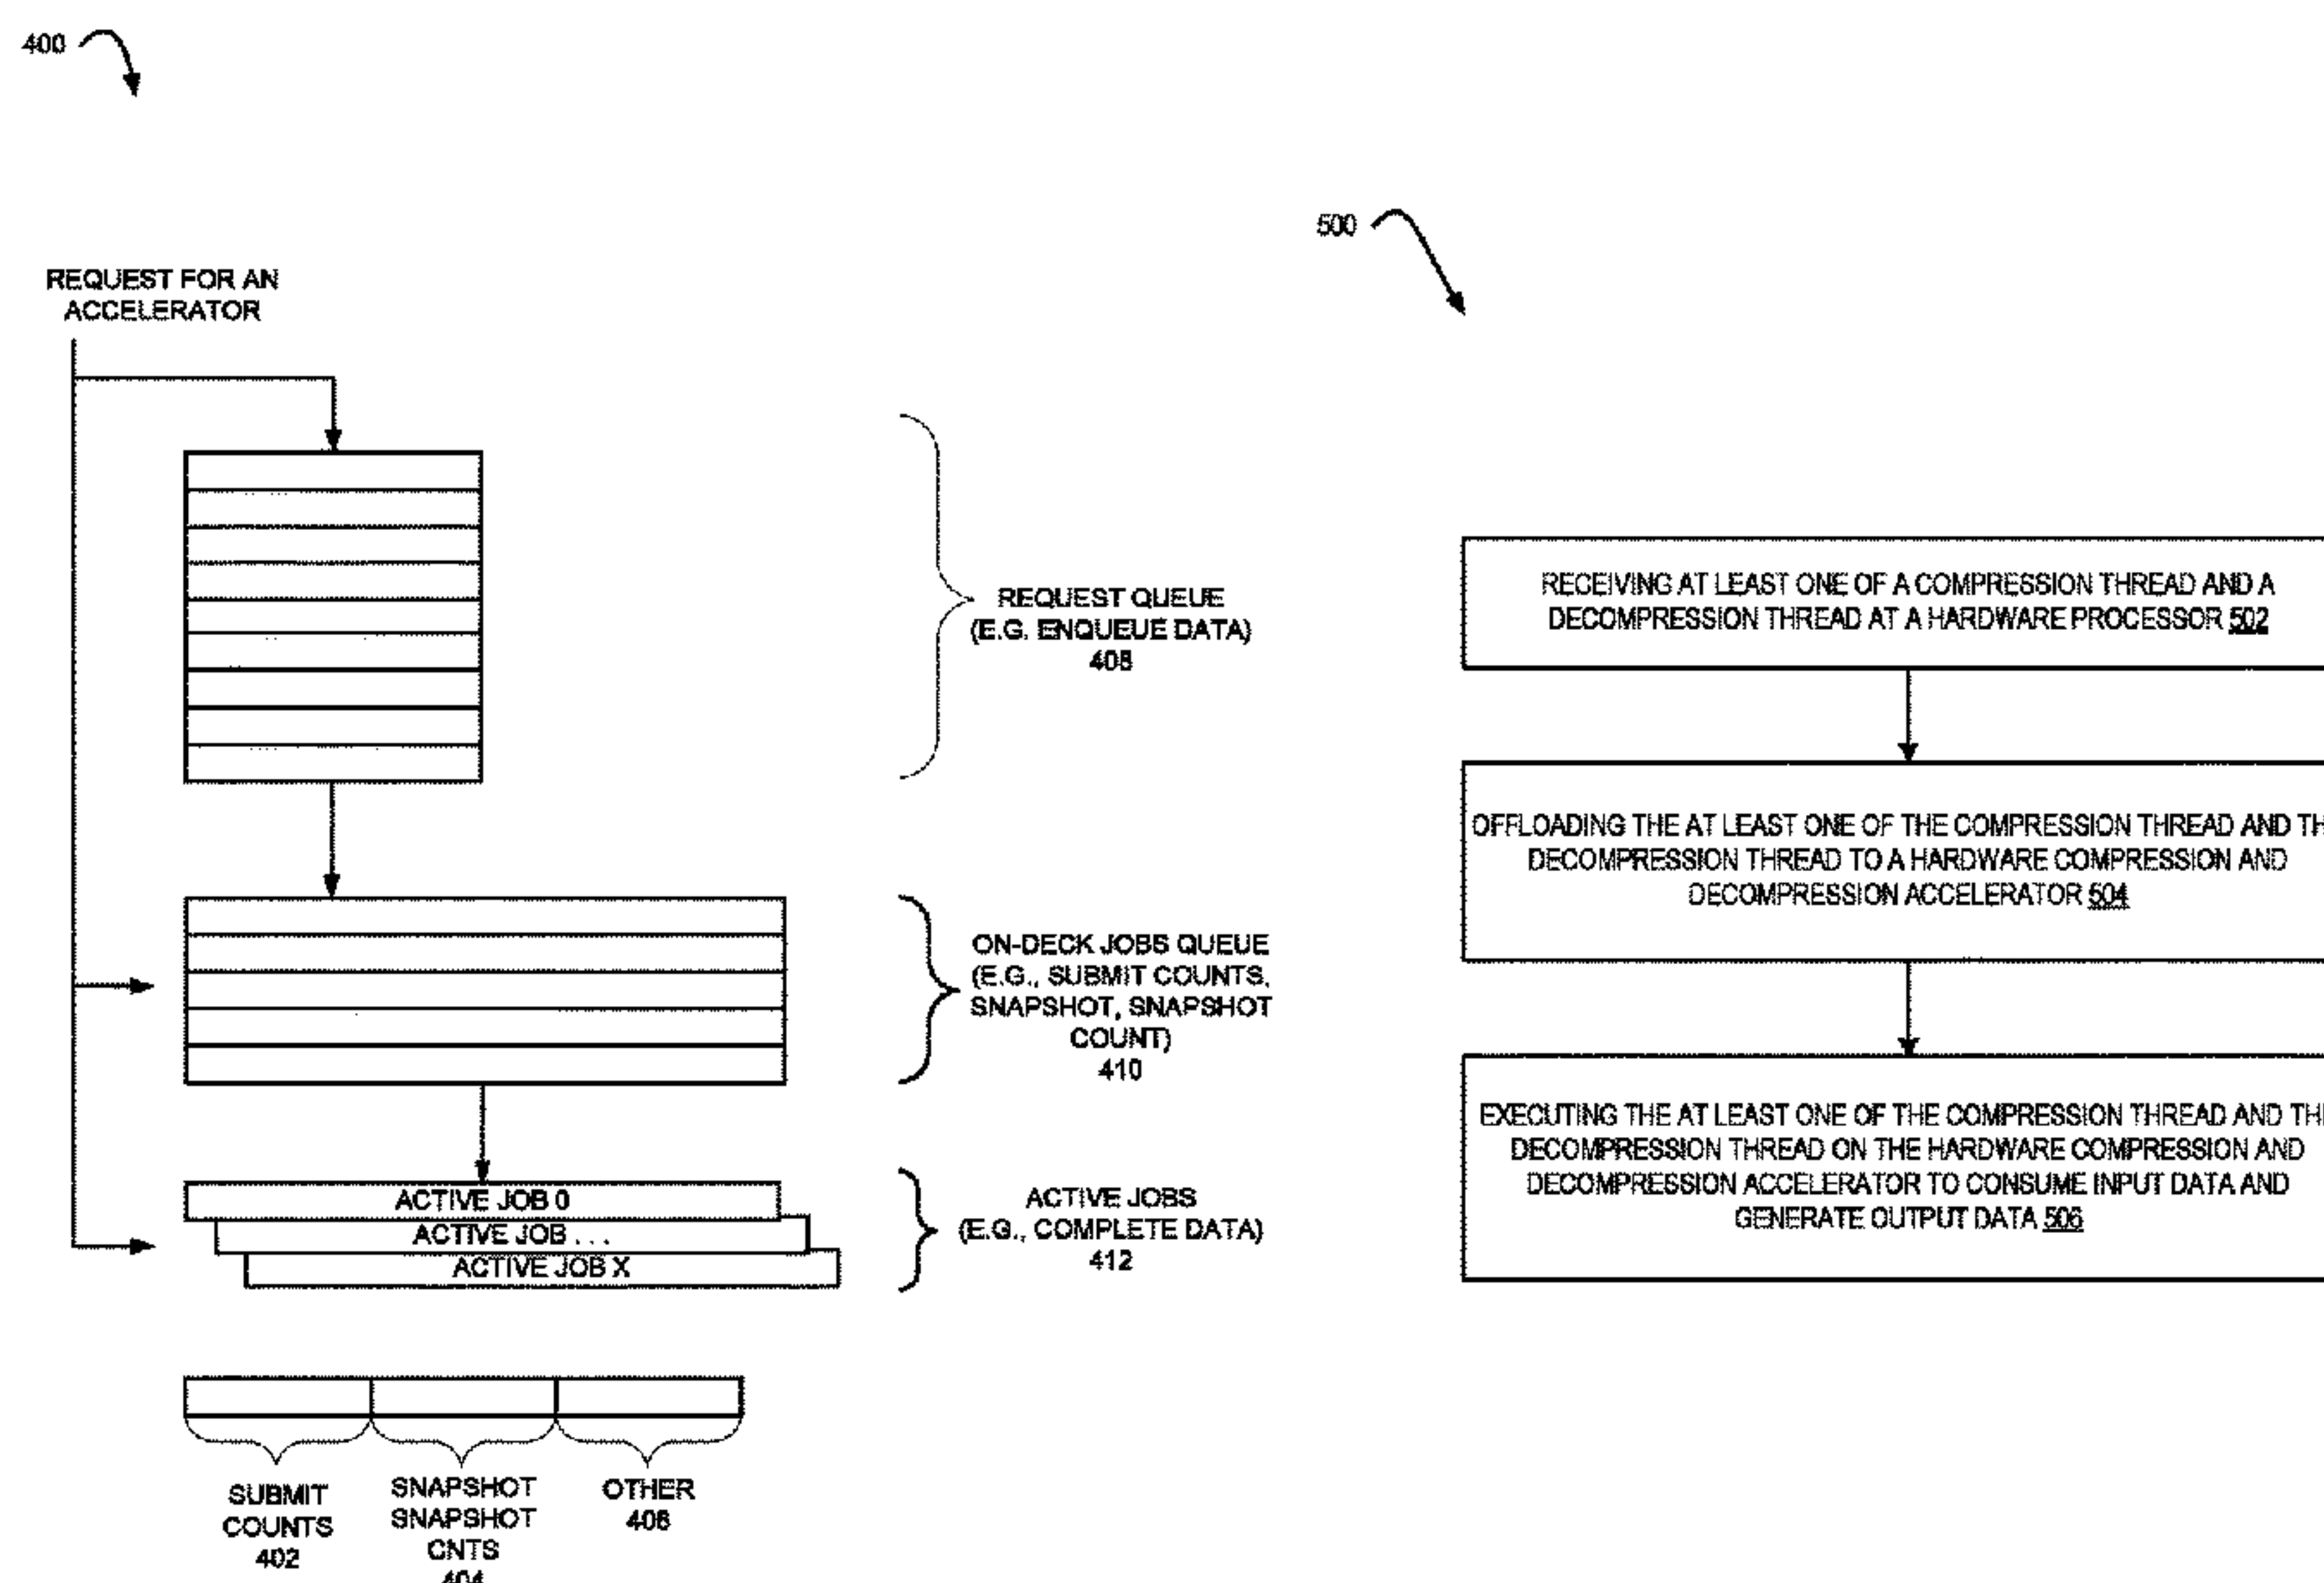 400
REQUEST FOR AN
ACCELERATOR
REQUEST QUEUE
(E.G. ENQUEUE DATA)
408
ON-DECK JOBS QUEUE
(E.G., SUBMIT COUNTS,
SNAPSHOT, SNAPSHOT
COUNT)
410
ACTIVE JOB 0
ACTIVE JOB . . .
ACTIVE JOB X
ACTIVE JOBS
(E.G., COMPLETE DATA)
412
SUBMIT
COUNTS
402
SNAPSHOT
SNAPSHOT
CNTS
404
OTHER
406
500
RECEIVING AT LEAST ONE OF A COMPRESSION THREAD AND A
DECOMPRESSION THREAD AT A HARDWARE PROCESSOR 502
OFFLOADING THE AT LEAST ONE OF THE COMPRESSION THREAD AND
DECOMPRESSION THREAD TO A HARDWARE COMPRESSION AND
DECOMPRESSION ACCELERATOR 504
EXECUTING THE AT LEAST ONE OF THE COMPRESSION THREAD AND
DECOMPRESSION THREAD ON THE HARDWARE COMPRESSION AND
DECOMPRESSION ACCELERATOR TO CONSUME INPUT DATA AND
GENERATE OUTPUT DATA 506